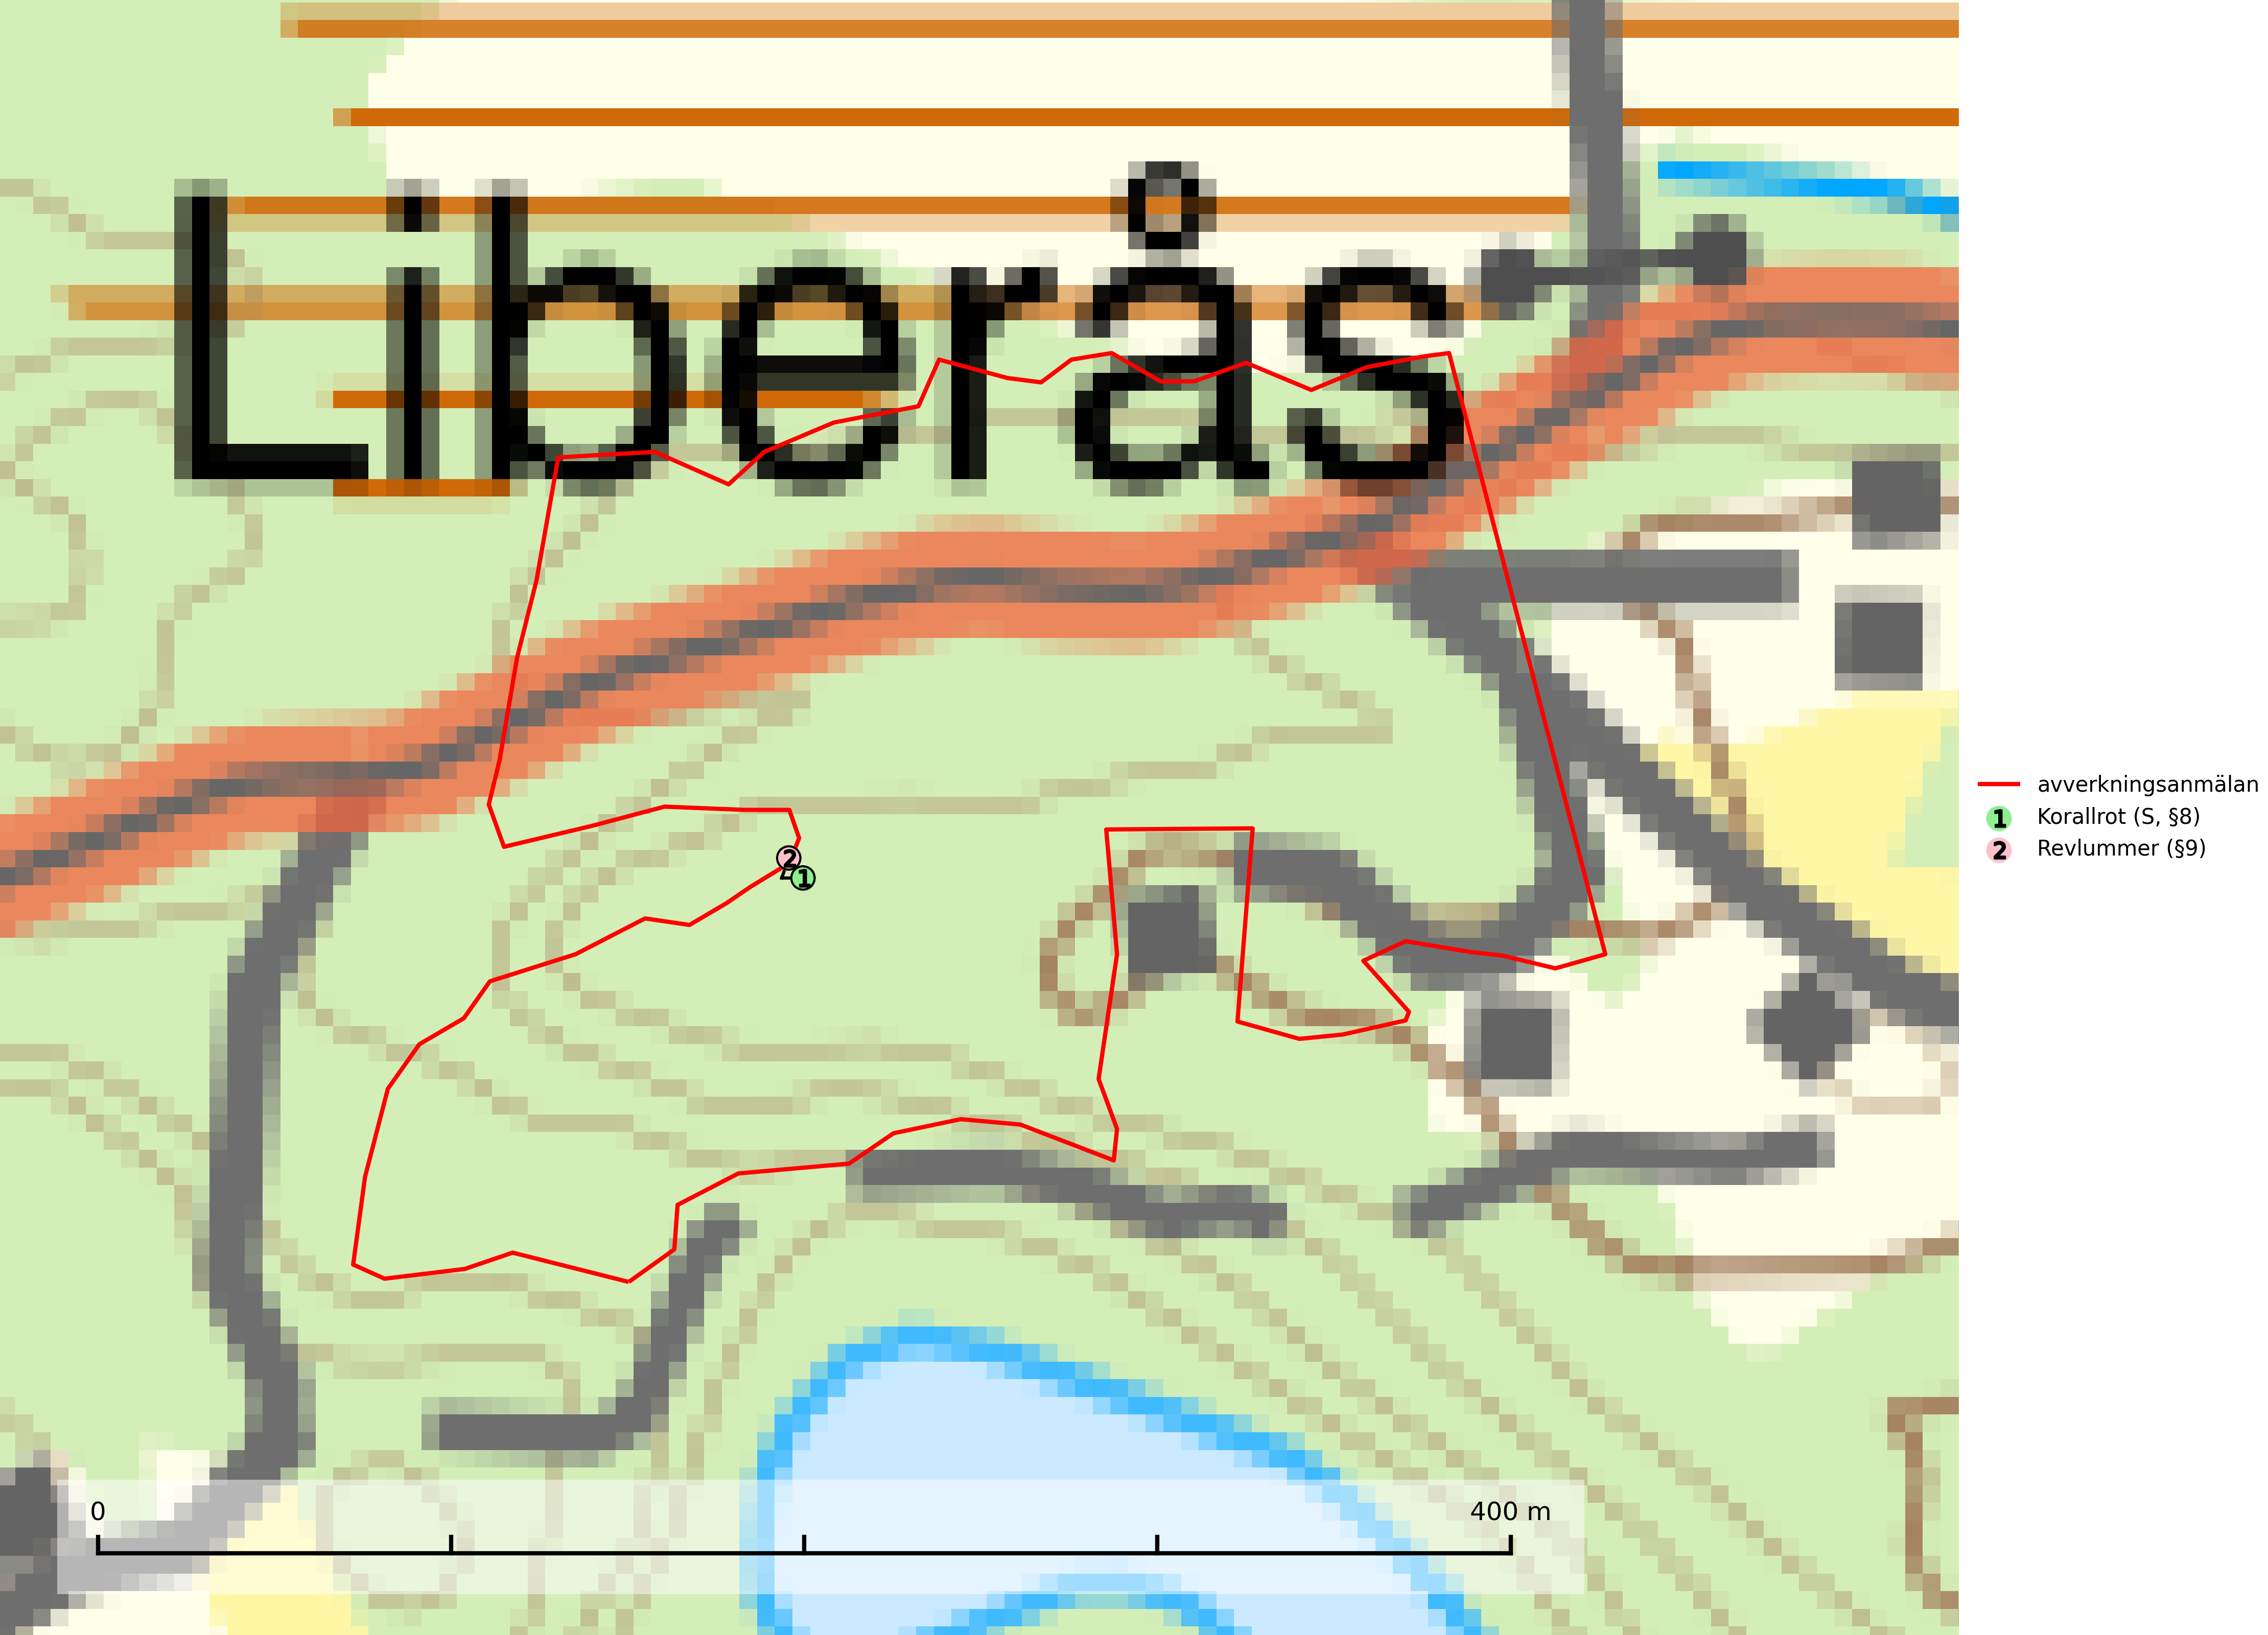 Liberås
avverkningsanmälan
1 Korallrot (S, §8)
2 Revlummer (§9)
2
1
0 400 m